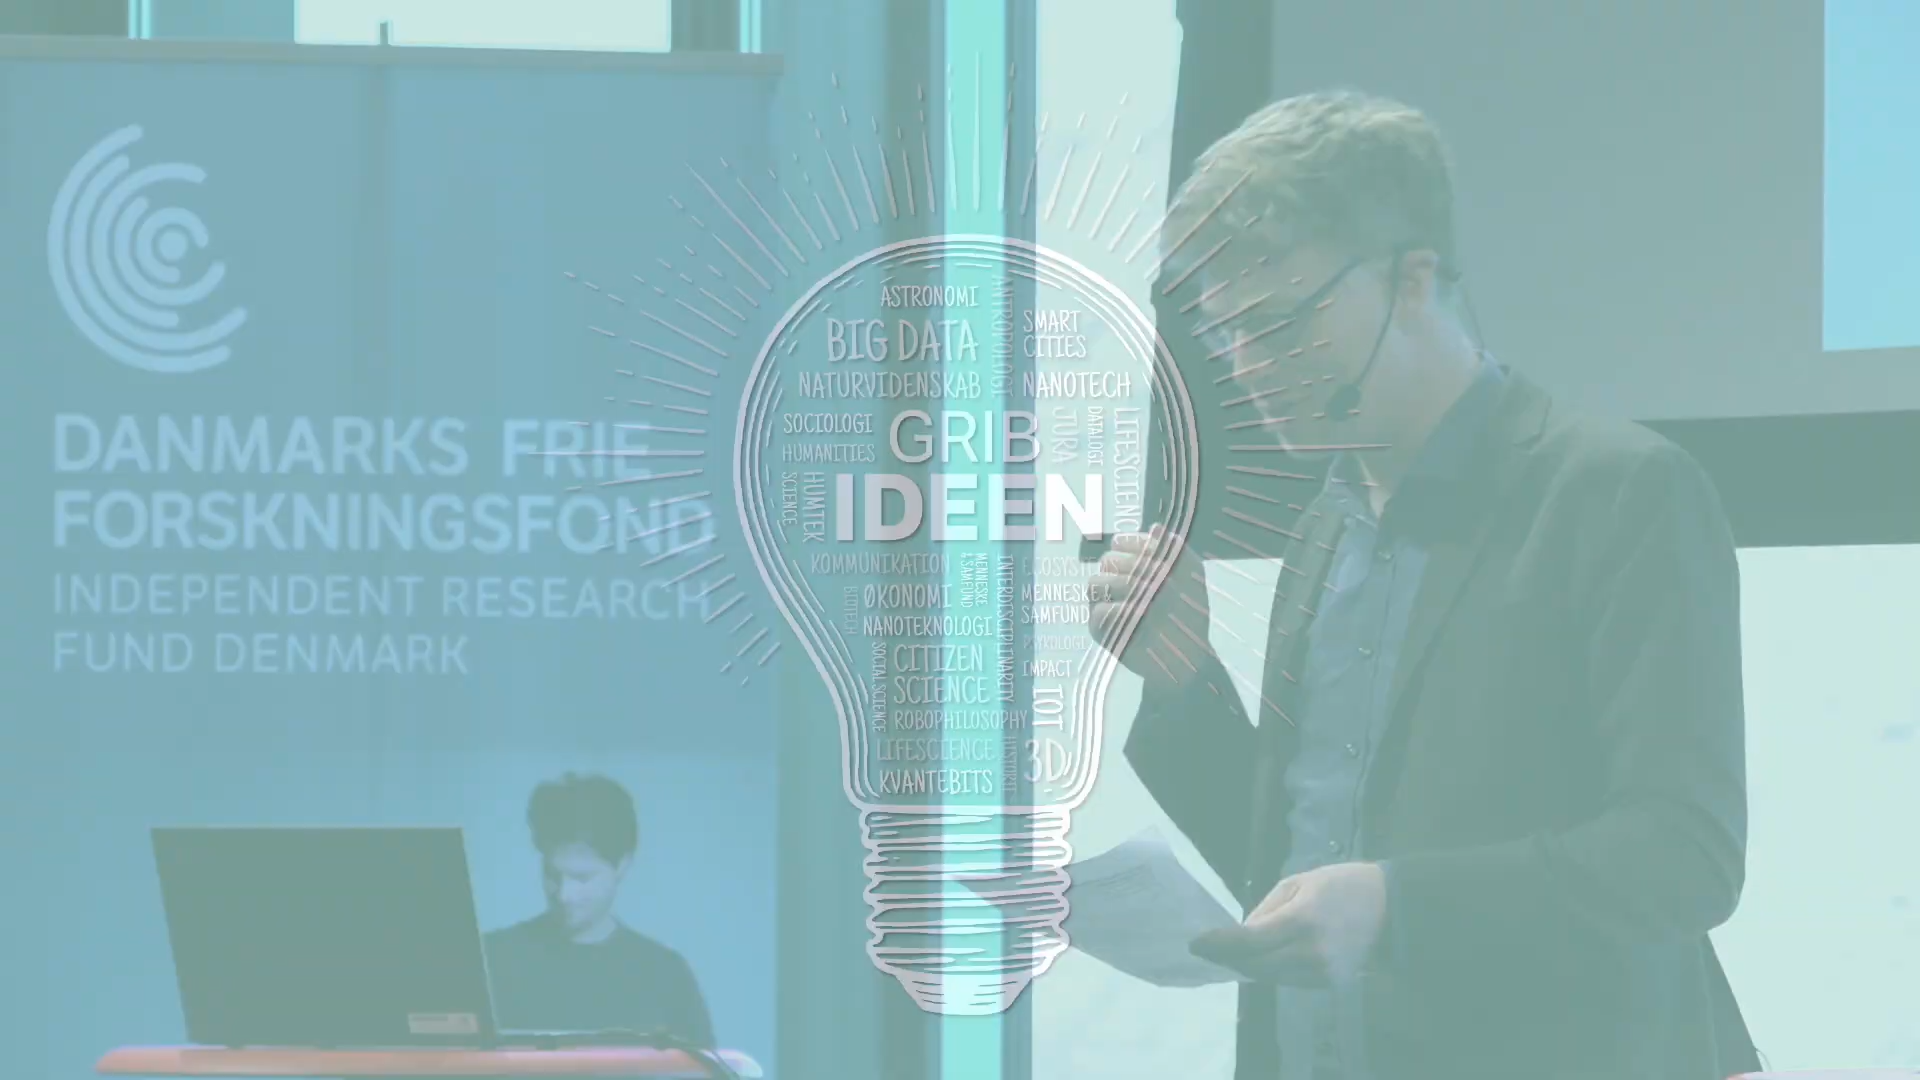 DANMARKS FRIE
FORSKNINGSFOND
INDEPENDENT RESEARCH
FUND DENMARK
ASTRONOMI
BIG DATA
ANTROPOLOGI
SMART
CITIES
NATURVIDENSKAB
NANOTECH
SOCIOLOGI
HUMANITIES
GRIB
IDEEN
JURA
DATALOGI
LIFESCIENCE
SCIENCE
HUMTEK
KOMMUNIKATION
MENNESKE
& SAMFUND
INTERDISCIPLINARITY
ECOSYSTEMS
BIOTECH
ØKONOMI
MENNESKE &
SAMFUND
NANOTEKNOLOGI
PSYKOLOGI
SOCIAL SCIENCE
CITIZEN
SCIENCE
IMPACT
IOT
ROBOPHILOSOPHY
LIFESCIENCE
HISTORIE
3D
KVANTEBITS